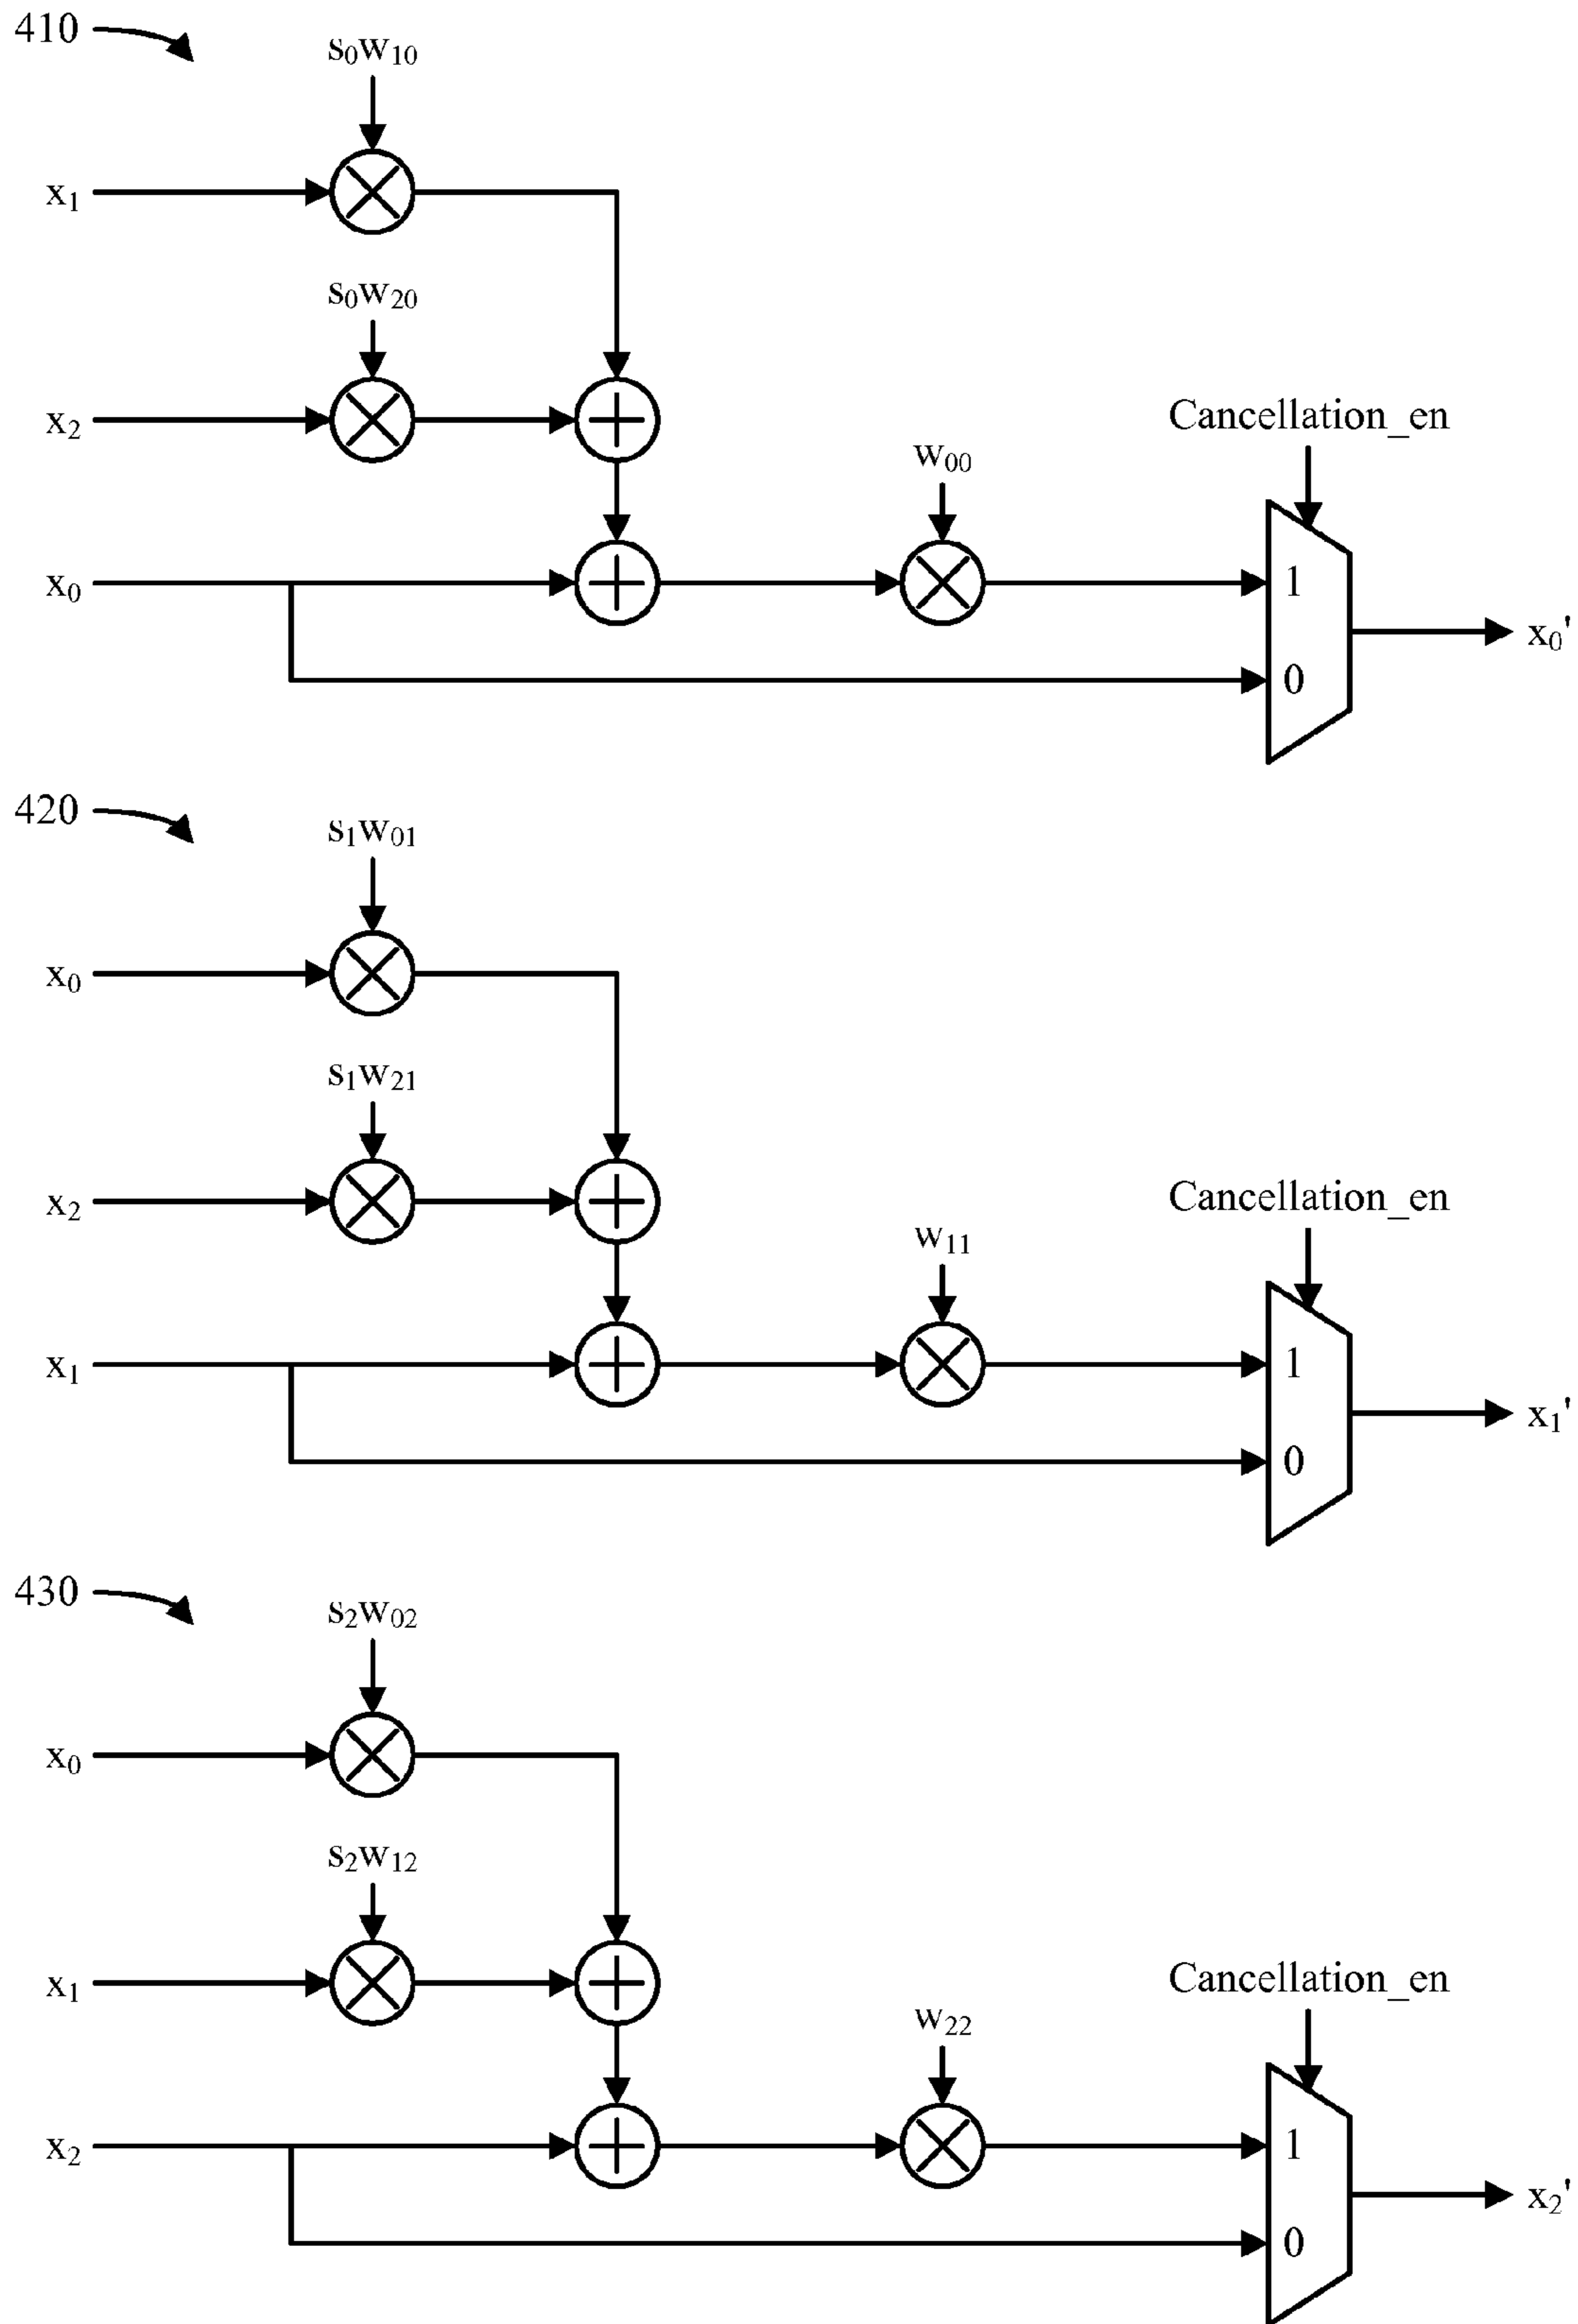 410
s₀w₁₀
x₁
s₀w₂₀
x₂
Cancellation_en
w₀₀
x₀
1
x₀'
0
420
s₁w₀₁
x₀
s₁w₂₁
x₂
Cancellation_en
w₁₁
x₁
1
x₁'
0
430
s₂w₀₂
x₀
s₂w₁₂
x₁
Cancellation_en
w₂₂
x₂
1
x₂'
0